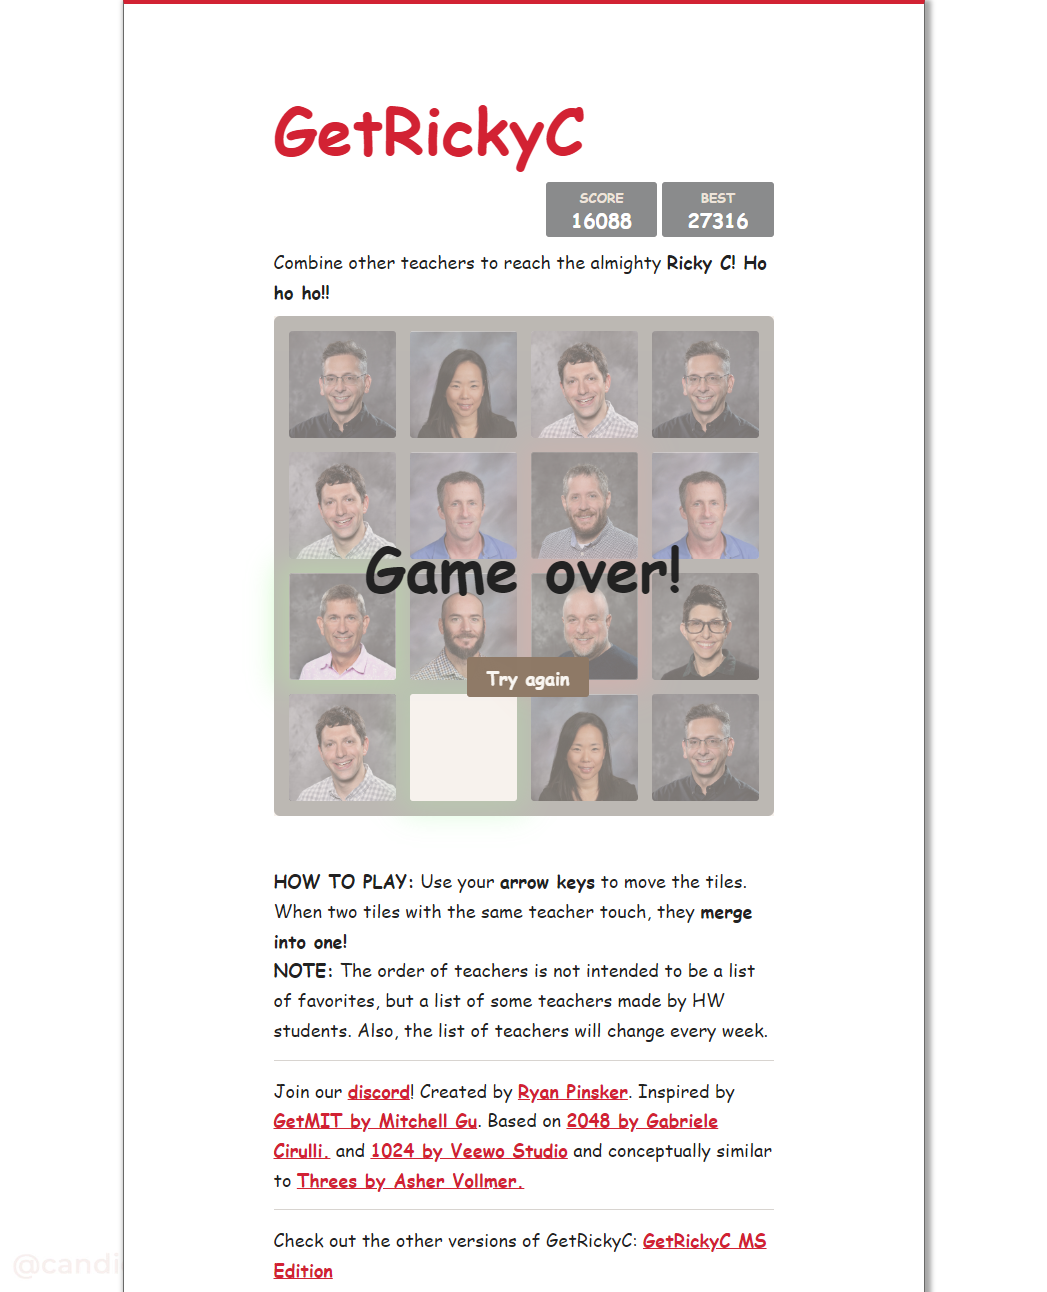 GetRickyC
SCORE
16088
BEST
27316
Combine other teachers to reach the almighty Ricky C! Ho
ho ho!!
Game over!
Try again
HOW TO PLAY: Use your arrow keys to move the tiles.
When two tiles with the same teacher touch, they merge
into one!
NOTE: The order of teachers is not intended to be a list
of favorites, but a list of some teachers made by HW
students. Also, the list of teachers will change every week.
Join our discord! Created by Ryan Pinsker. Inspired by
GetMIT by Mitchell Gu. Based on 2048 by Gabriele
Cirulli. and 1024 by Veewo Studio and conceptually similar
to Threes by Asher Vollmer.
Check out the other versions of GetRickyC: GetRickyC MS
Edition